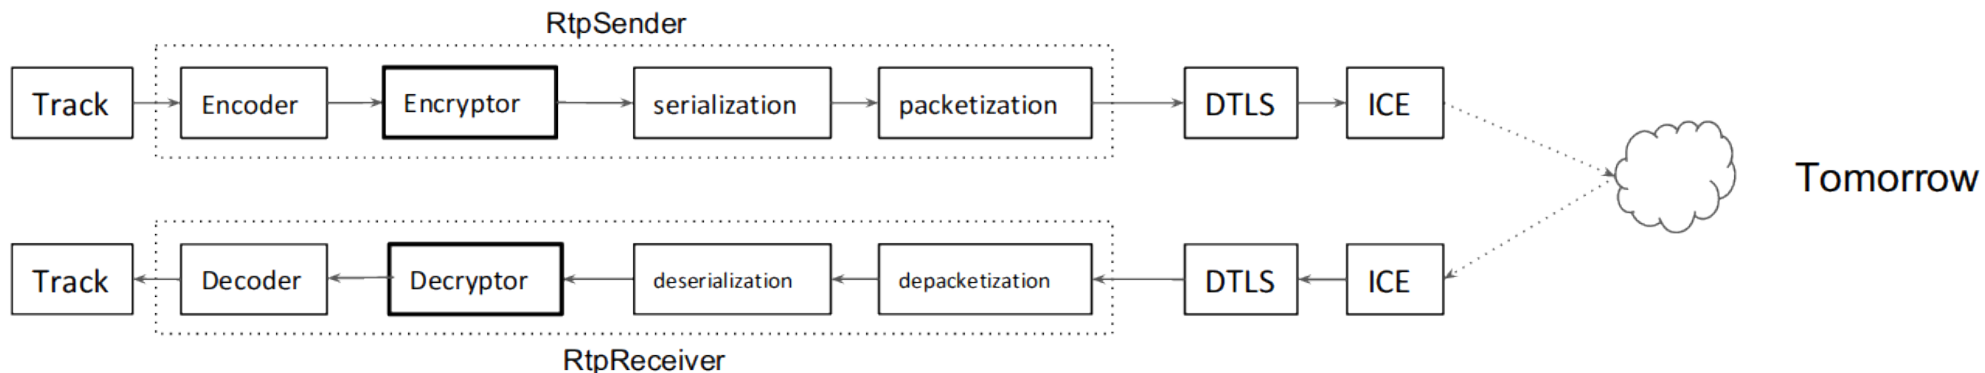 RtpSender
Track Encoder Encryptor serialization packetization DTLS ICE
Tomorrow
Track Decoder Decryptor deserialization depacketization DTLS ICE
RtpReceiver